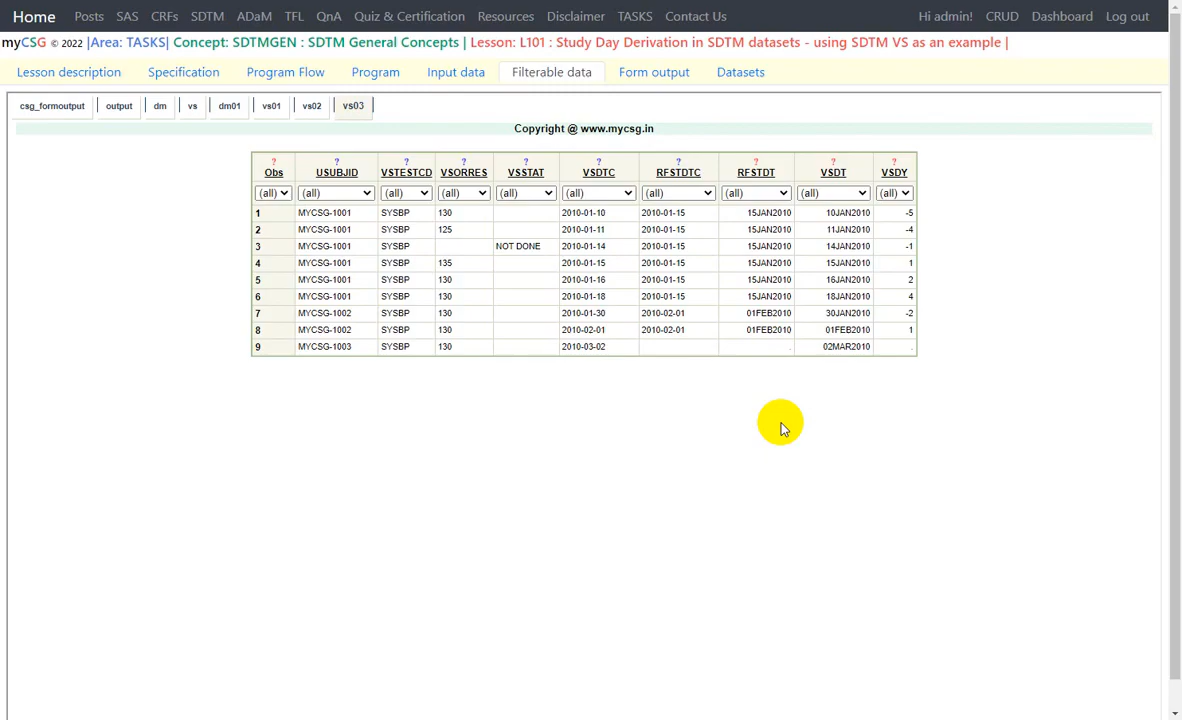 Home Posts SAS CRFs SDTM ADaM TFL QnA Quiz & Certification Resources Disclaimer TASKS Contact Us Hi admin! CRUD Dashboard Log out
myCSG © 2022 |Area: TASKS| Concept: SDTMGEN : SDTM General Concepts | Lesson: L101 : Study Day Derivation in SDTM datasets - using SDTM VS as an example |
Lesson description Specification Program Flow Program Input data Filterable data Form output Datasets
csg_formoutput output dm vs dm01 vs01 vs02 vs03
Copyright @ www.mycsg.in
? ? ? ? ? ? ? ? ? ?
Obs USUBJID VSTESTCD VSORRES VSSTAT VSDTC RFSTDTC RFSTDT VSDT VSDY
(all) (all) (all) (all) (all) (all) (all) (all) (all) (all)
1 MYCSG-1001 SYSBP 130 2010-01-10 2010-01-15 15JAN2010 10JAN2010 -5
2 MYCSG-1001 SYSBP 125 2010-01-11 2010-01-15 15JAN2010 11JAN2010 -4
3 MYCSG-1001 SYSBP NOT DONE 2010-01-14 2010-01-15 15JAN2010 14JAN2010 -1
4 MYCSG-1001 SYSBP 135 2010-01-15 2010-01-15 15JAN2010 15JAN2010 1
5 MYCSG-1001 SYSBP 130 2010-01-16 2010-01-15 15JAN2010 16JAN2010 2
6 MYCSG-1001 SYSBP 130 2010-01-18 2010-01-15 15JAN2010 18JAN2010 4
7 MYCSG-1002 SYSBP 130 2010-01-30 2010-02-01 01FEB2010 30JAN2010 -2
8 MYCSG-1002 SYSBP 130 2010-02-01 2010-02-01 01FEB2010 01FEB2010 1
9 MYCSG-1003 SYSBP 130 2010-03-02 . 02MAR2010 .